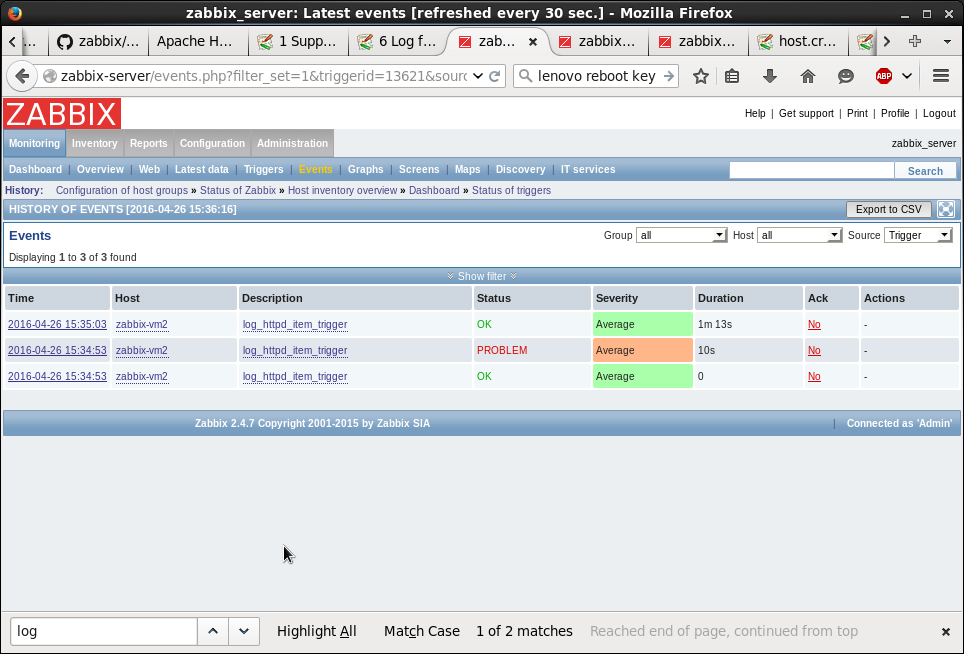 zabbix_server: Latest events [refreshed every 30 sec.] - Mozilla Firefox
... zabbix/... Apache H... 1 Supp... 6 Log f... zab... zabbix... zabbix... host.cr...
zabbix-server/events.php?filter_set=1&triggerid=13621&sourc lenovo reboot key ABP
ZABBIX
Help | Get support | Print | Profile | Logout
Monitoring Inventory Reports Configuration Administration zabbix_server
Dashboard | Overview | Web | Latest data | Triggers | Events | Graphs | Screens | Maps | Discovery | IT services Search
History: Configuration of host groups » Status of Zabbix » Host inventory overview » Dashboard » Status of triggers
HISTORY OF EVENTS [2016-04-26 15:36:16] Export to CSV
Events Group all Host all Source Trigger
Displaying 1 to 3 of 3 found
Show filter
Time Host Description Status Severity Duration Ack Actions
2016-04-26 15:35:03 zabbix-vm2 log_httpd_item_trigger OK Average 1m 13s No -
2016-04-26 15:34:53 zabbix-vm2 log_httpd_item_trigger PROBLEM Average 10s No -
2016-04-26 15:34:53 zabbix-vm2 log_httpd_item_trigger OK Average 0 No -
Zabbix 2.4.7 Copyright 2001-2015 by Zabbix SIA | Connected as 'Admin'
log Highlight All Match Case 1 of 2 matches Reached end of page, continued from top